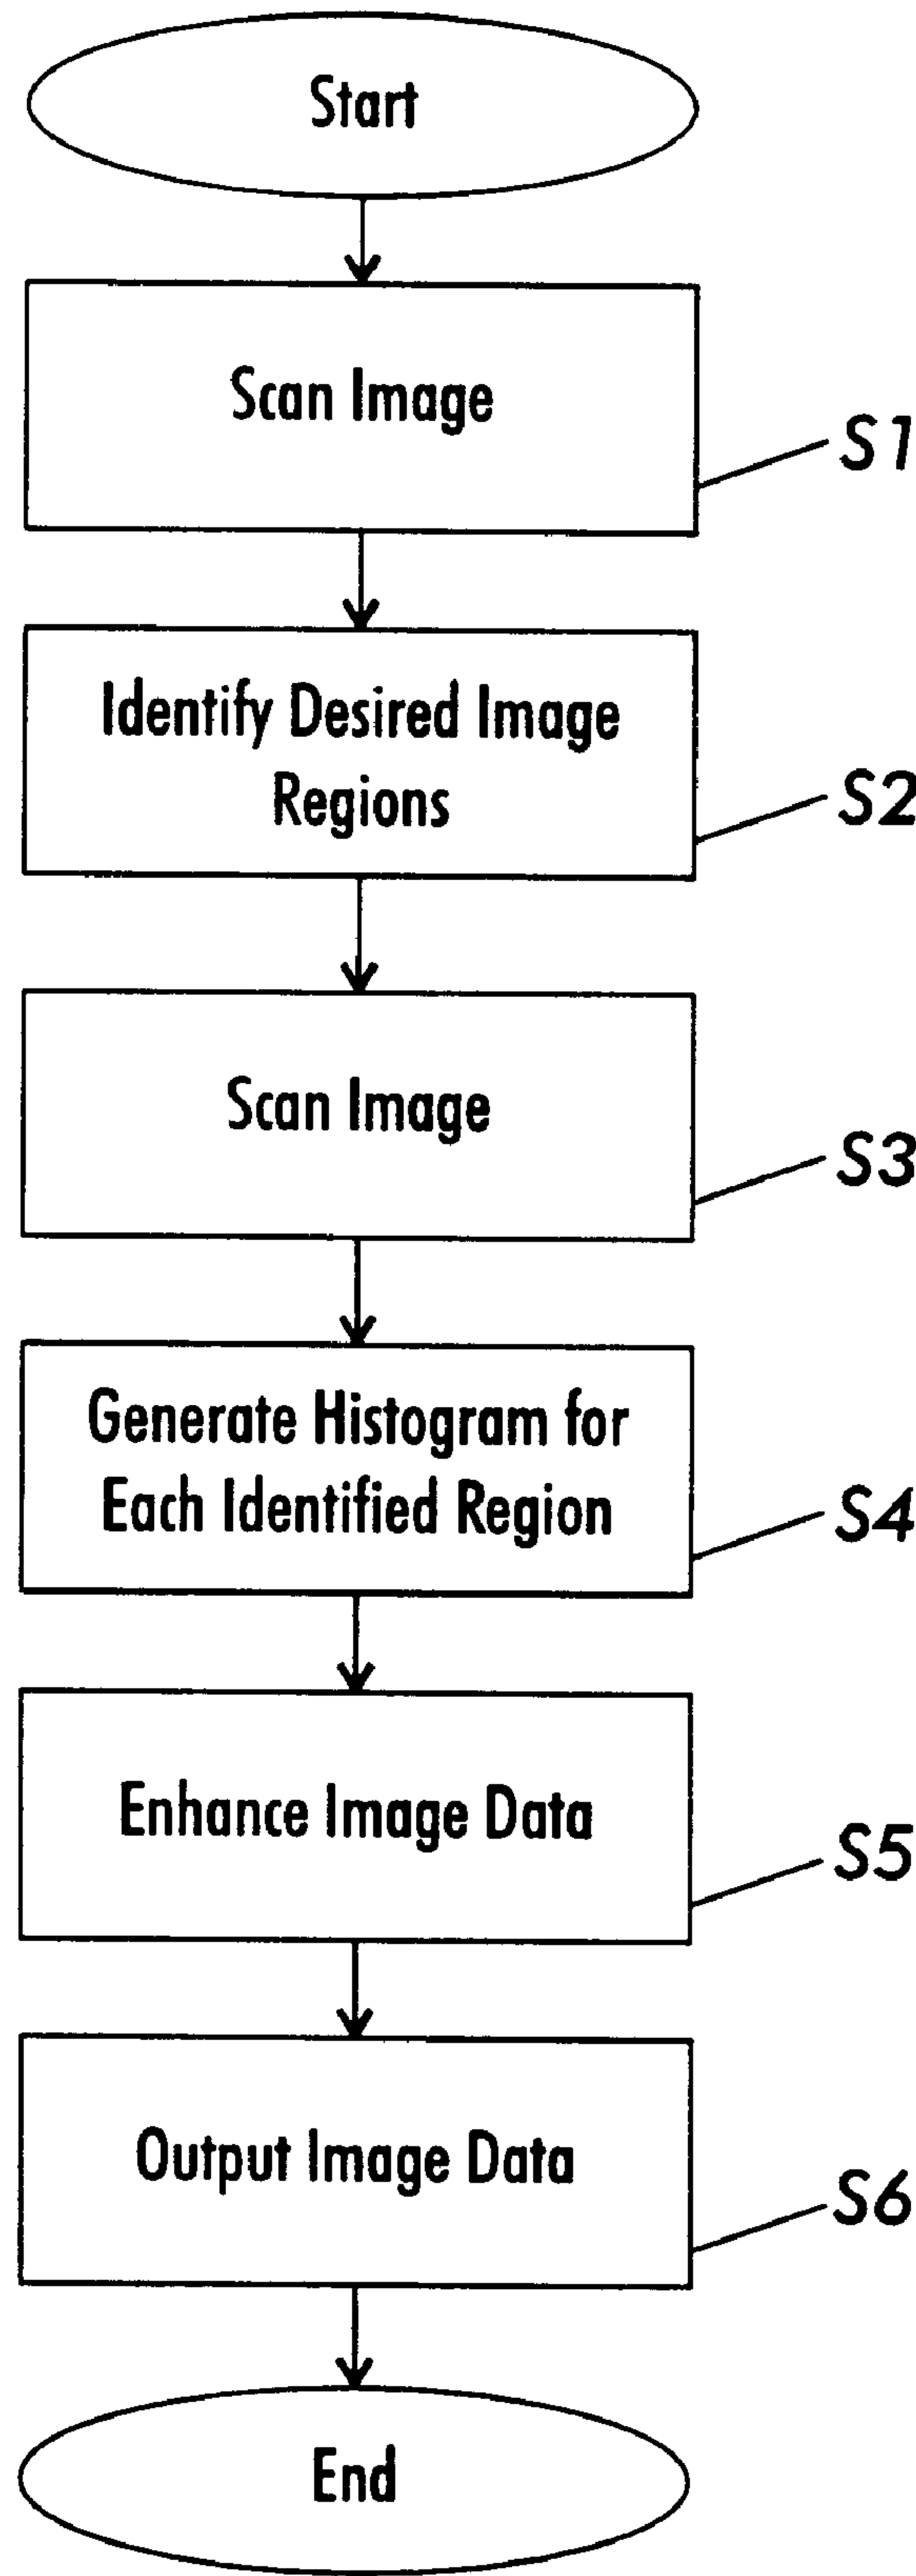 Start
Scan Image
S1
Identify Desired Image
Regions
S2
Scan Image
S3
Generate Histogram for
Each Identified Region
S4
Enhance Image Data
S5
Output Image Data
S6
End